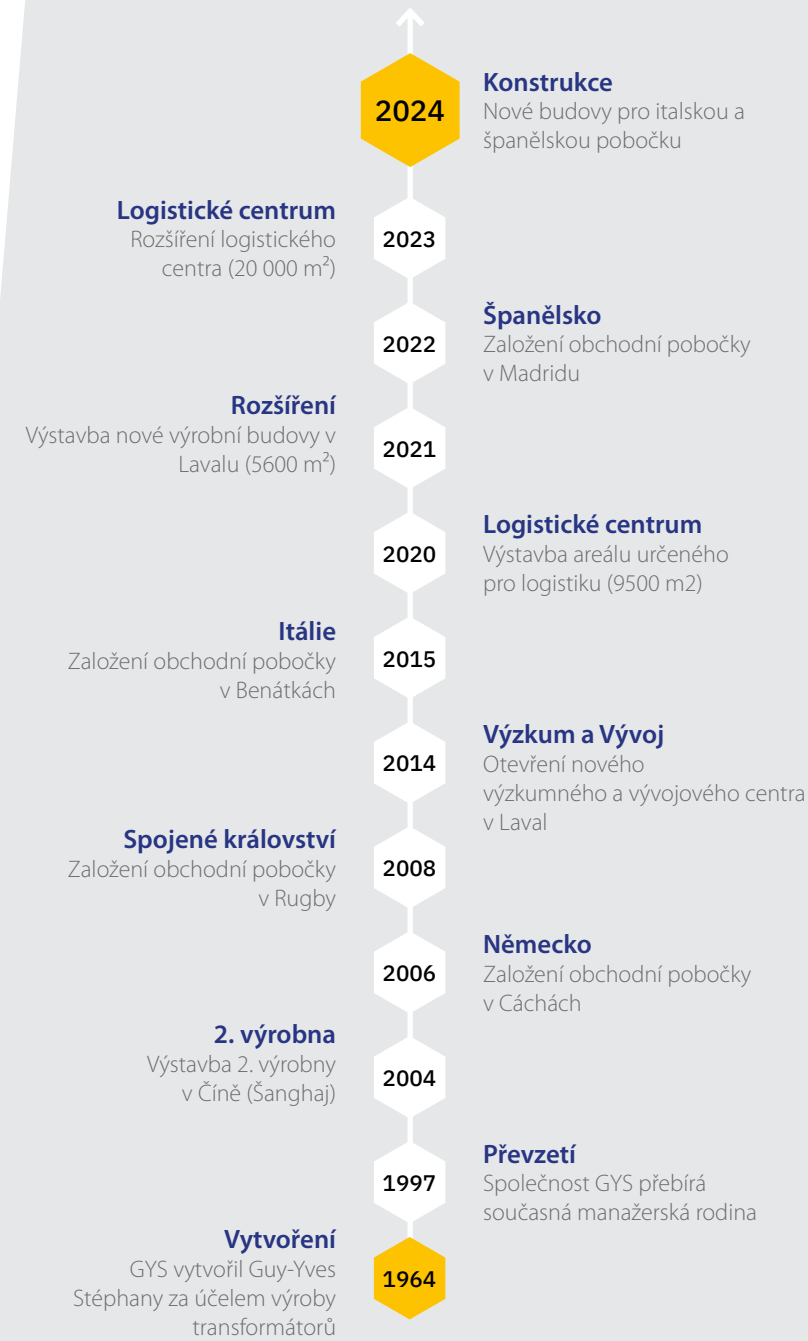 2024
Konstrukce
Nové budovy pro italskou a
španělskou pobočku
Logistické centrum
Rozšíření logistického
centra (20 000 m²)
2023
2022
Španělsko
Založení obchodní pobočky
v Madridu
Rozšíření
Výstavba nové výrobní budovy v
Lavalu (5600 m²)
2021
2020
Logistické centrum
Výstavba areálu určeného
pro logistiku (9500 m2)
Itálie
Založení obchodní pobočky
v Benátkách
2015
2014
Výzkum a Vývoj
Otevření nového
výzkumného a vývojového centra
v Laval
Spojené království
Založení obchodní pobočky
v Rugby
2008
2006
Německo
Založení obchodní pobočky
v Cáchách
2. výrobna
Výstavba 2. výrobny
v Číně (Šanghaj)
2004
1997
Převzetí
Společnost GYS přebírá
současná manažerská rodina
Vytvoření
GYS vytvořil Guy-Yves
Stéphany za účelem výroby
transformátorů
1964